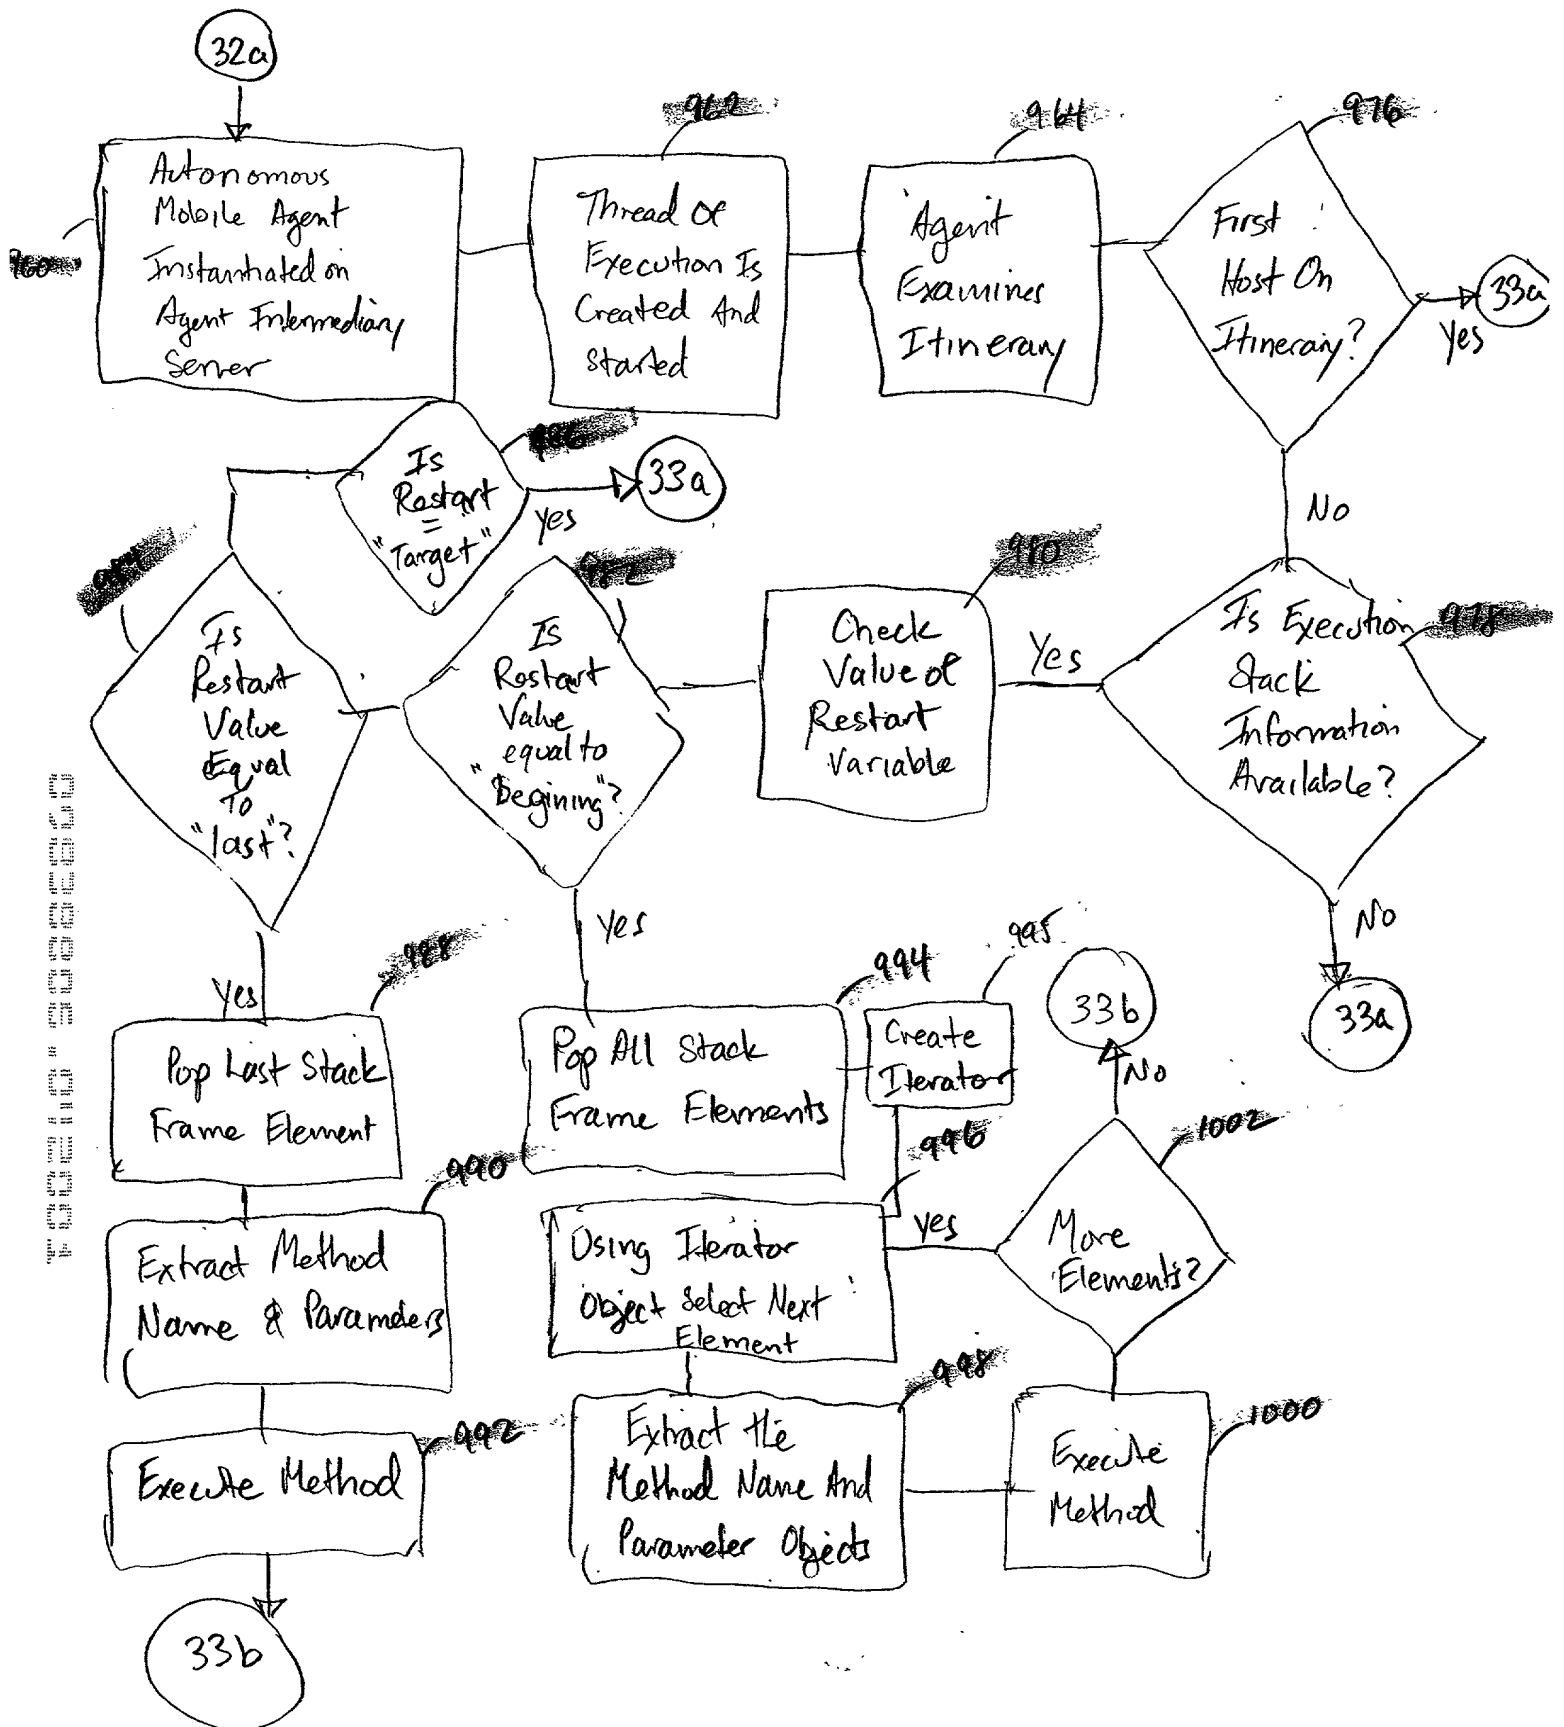 32a
960
Autonomous
Mobile Agent
Instantiated on
Agent Intermediary
Server
962
Thread Of
Execution Is
Created And
Started
964
Agent
Examines
Itinerary
976
First
Host On
Itinerary?
Yes
33a
No
986
Is
Restart
=
"Target"
Yes
33a
984
Is
Restart
Value
Equal
To
"last"?
982
Is
Restart
Value
equal to
"Begining"?
980
Check
Value of
Restart
Variable
Yes
978
Is Execution
Stack
Information
Available?
No
33a
Yes
988
Pop Last Stack
Frame Element
990
Extract Method
Name & Parameters
992
Execute Method
33b
Yes
994
Pop All Stack
Frame Elements
995
Create
Iterator
996
Using Iterator
Object Select Next
Element
Yes
998
Extract the
Method Name And
Parameter Objects
1000
Execute
Method
1002
More
Elements?
No
33b